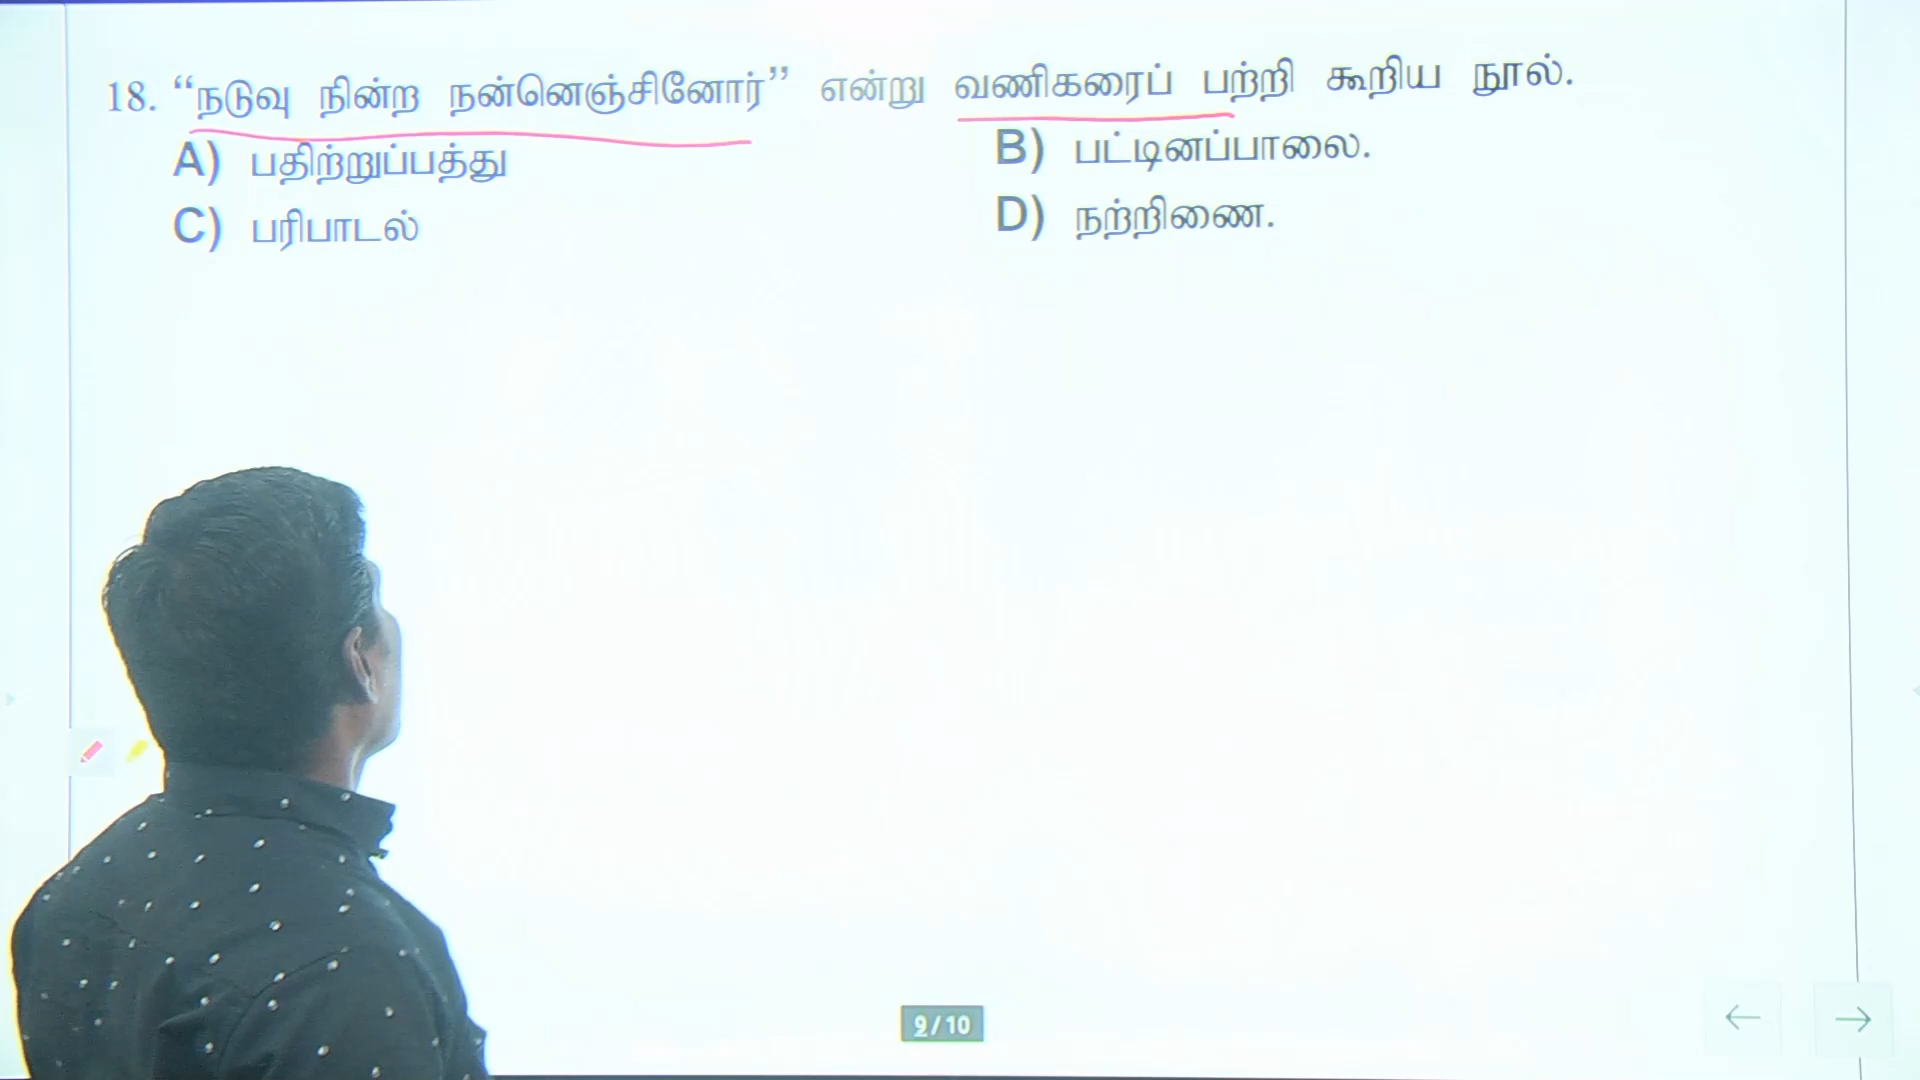 18. “நடுவு நின்ற நன்னெஞ்சினோர்” என்று வணிகரைப் பற்றி கூறிய நூல்.
A) பதிற்றுப்பத்து B) பட்டினப்பாலை.
C) பரிபாடல் D) நற்றிணை.
9/10